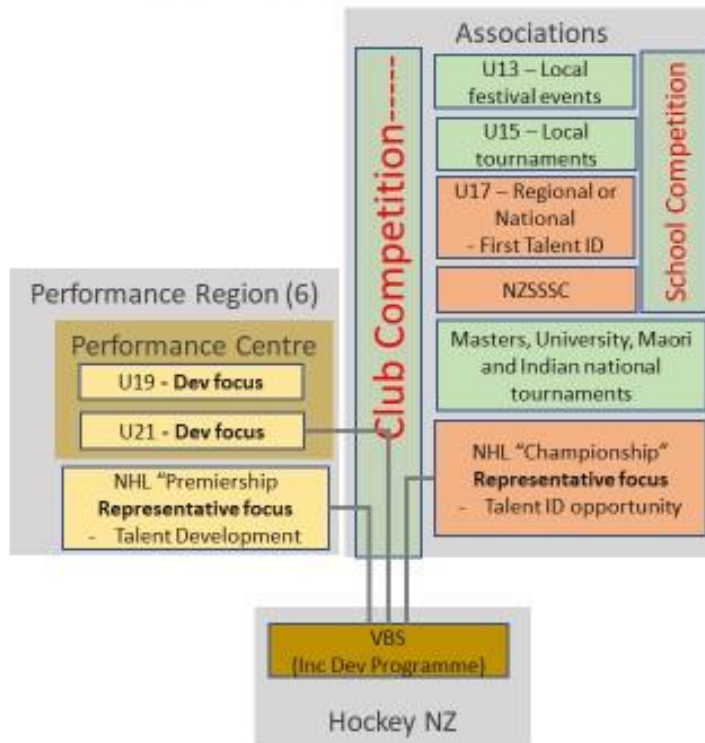 Associations
Club Competition-----
U13 – Local
festival events
U15 – Local
tournaments
U17 – Regional or
National
- First Talent ID
NZSSSC
School Competition
Masters, University, Maori
and Indian national
tournaments
NHL "Championship"
Representative focus
- Talent ID opportunity
Performance Region (6)
Performance Centre
U19 - Dev focus
U21 - Dev focus
NHL "Premiership
Representative focus
- Talent Development
VBS
(Inc Dev Programme)
Hockey NZ